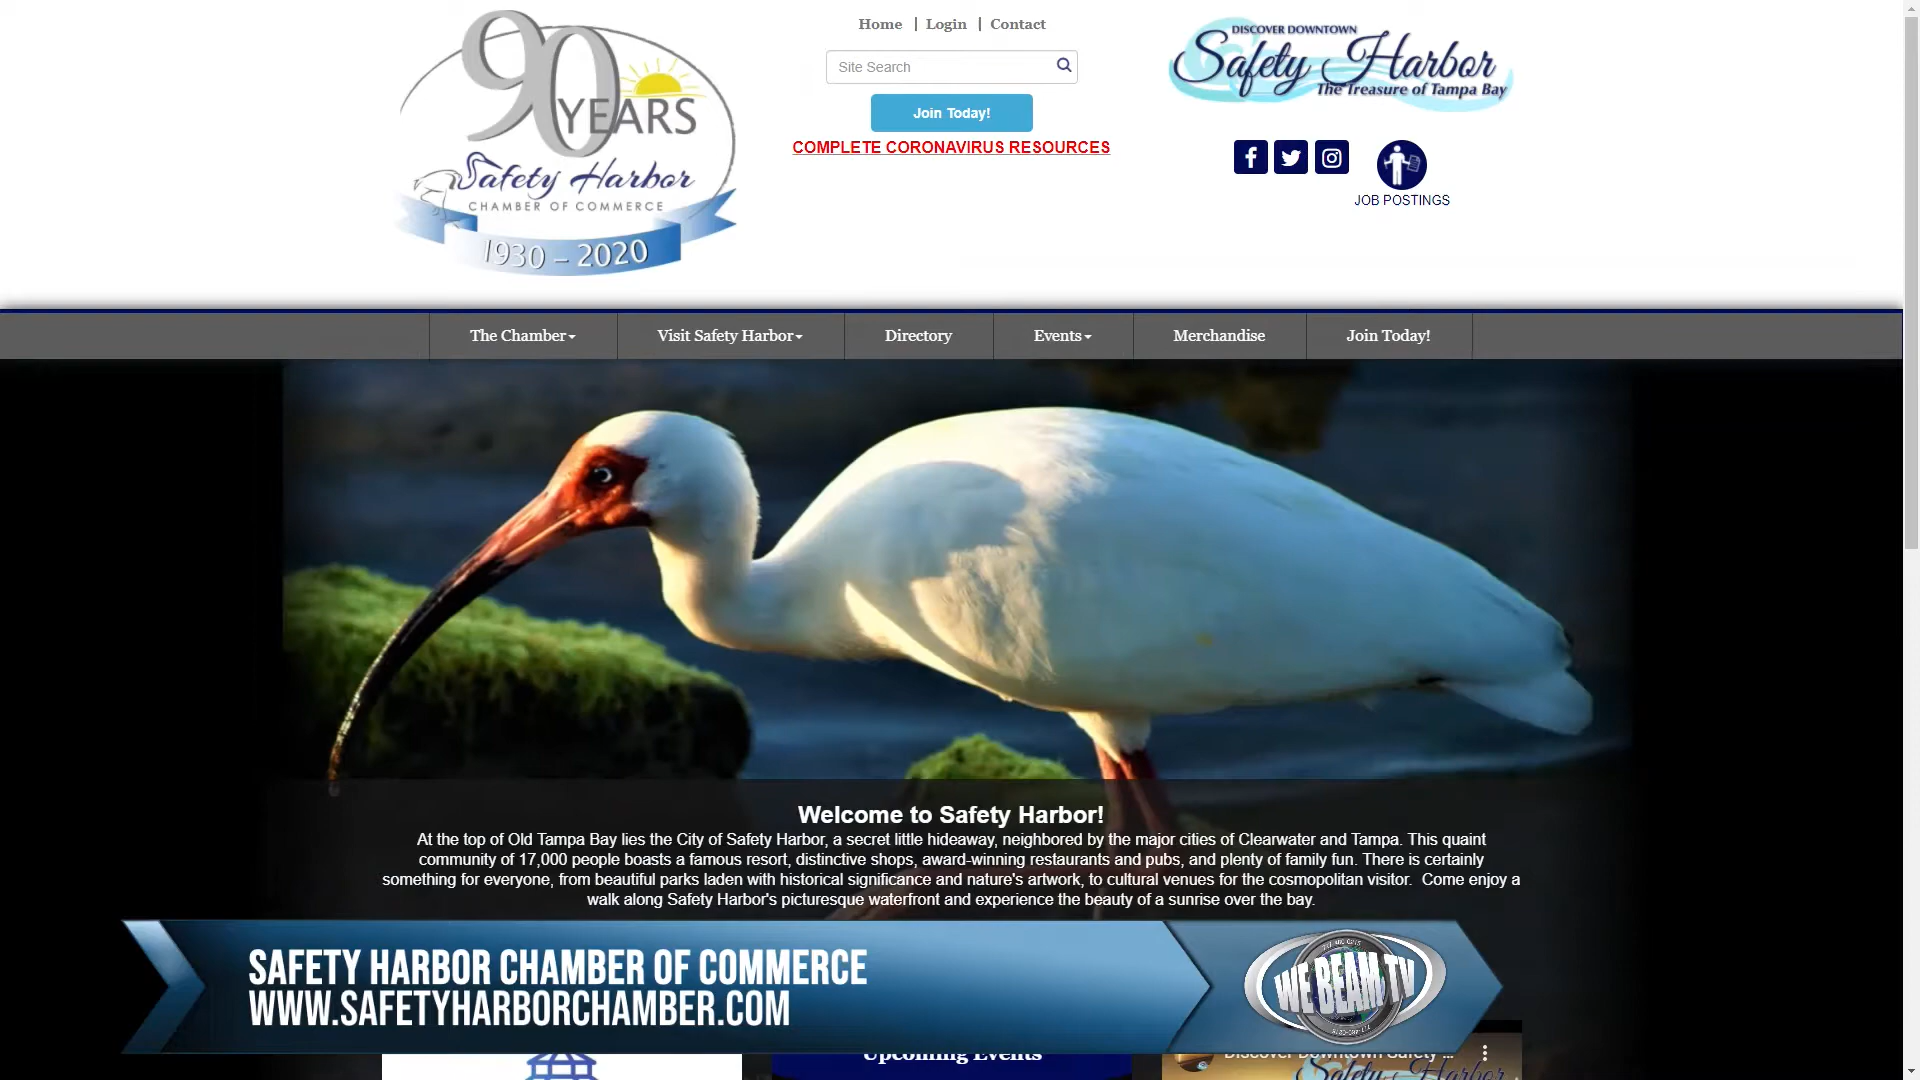 90
YEARS
Safety Harbor
CHAMBER OF COMMERCE
1930 – 2020
Home | Login | Contact
Site Search
Join Today!
COMPLETE CORONAVIRUS RESOURCES
DISCOVER DOWNTOWN
Safety Harbor
The Treasure of Tampa Bay
JOB POSTINGS
The Chamber
Visit Safety Harbor
Directory
Events
Merchandise
Join Today!
Welcome to Safety Harbor!
At the top of Old Tampa Bay lies the City of Safety Harbor, a secret little hideaway, neighbored by the major cities of Clearwater and Tampa. This quaint
community of 17,000 people boasts a famous resort, distinctive shops, award-winning restaurants and pubs, and plenty of family fun. There is certainly
something for everyone, from beautiful parks laden with historical significance and nature's artwork, to cultural venues for the cosmopolitan visitor. Come enjoy a
walk along Safety Harbor's picturesque waterfront and experience the beauty of a sunrise over the bay.
SAFETY HARBOR CHAMBER OF COMMERCE
WWW.SAFETYHARBORCHAMBER.COM
WE BEAM TV
Upcoming Events
Discover Downtown Safety ...
Safety Harbor